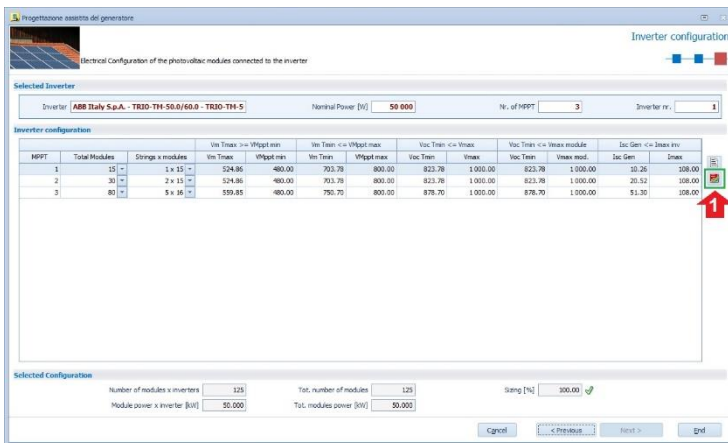 Progettazione assistita del generatore
Inverter configuration
Electrical Configuration of the photovoltaic modules connected to the inverter
Selected Inverter
Inverter ABB Italy S.p.A. - TRIO-TM-50.0/60.0 - TRIO-TM-5 Nominal Power [W] 50 000 Nr. of MPPT 3 Inverter nr. 1
Inverter configuration
Vm Tmax >= VMppt min Vm Tmin <= VMppt max Voc Tmin <= Vmax Voc Tmin <= Vmax module Isc Gen <= Imax inv
MPPT Total Modules Strings x modules Vm Tmax VMppt min Vm Tmin VMppt max Voc Tmin Vmax Voc Tmin Vmax mod. Isc Gen Imax
1 15 1 x 15 524.86 480.00 703.78 800.00 823.78 1 000.00 823.78 1 000.00 10.26 108.00
2 30 2 x 15 524.86 480.00 703.78 800.00 823.78 1 000.00 823.78 1 000.00 20.52 108.00
3 80 5 x 16 559.85 480.00 750.70 800.00 878.70 1 000.00 878.70 1 000.00 51.30 108.00
1
Selected Configuration
Number of modules x inverters 125 Tot. number of modules 125 Sizing [%] 100.00
Module power x inverter [kW] 50.000 Tot. modules power [kW] 50.000
Cancel < Previous Next > End